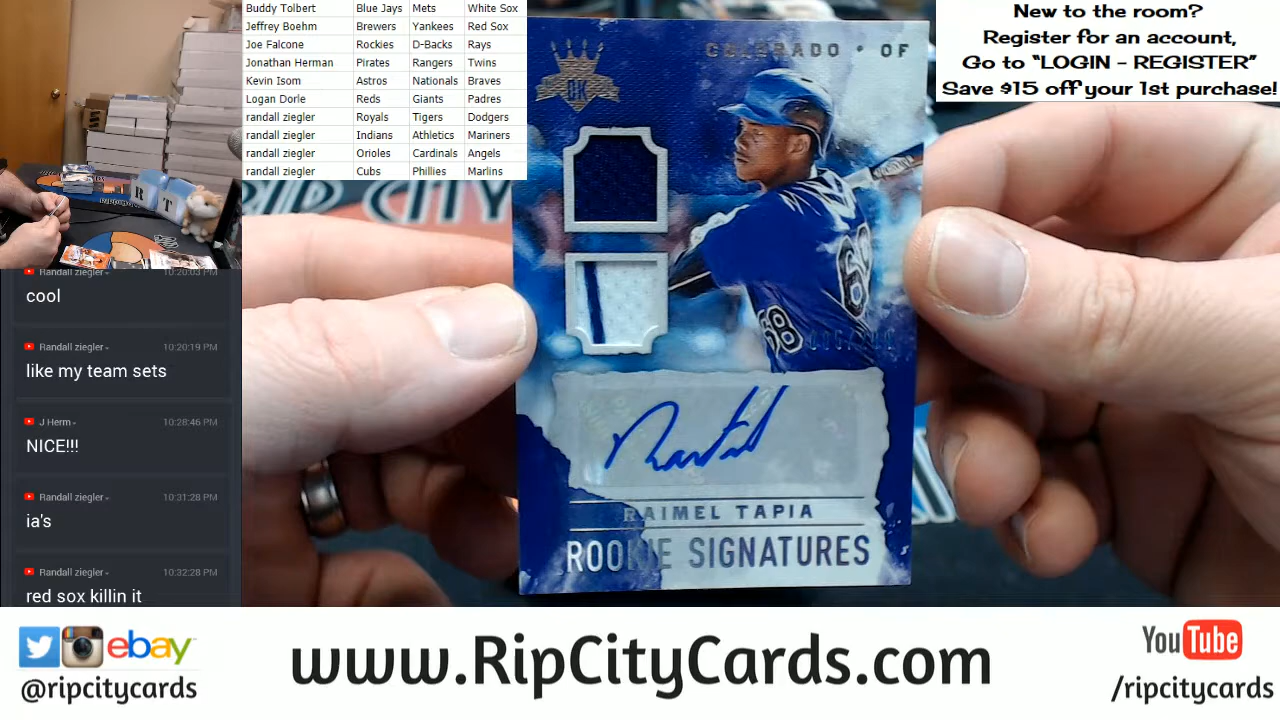 Buddy Tolbert Blue Jays Mets White Sox
Jeffrey Boehm Brewers Yankees Red Sox
Joe Falcone Rockies D-Backs Rays
Jonathan Herman Pirates Rangers Twins
Kevin Isom Astros Nationals Braves
Logan Dorle Reds Giants Padres
randall ziegler Royals Tigers Dodgers
randall ziegler Indians Athletics Mariners
randall ziegler Orioles Cardinals Angels
randall ziegler Cubs Phillies Marlins
New to the room?
Register for an account,
Go to "LOGIN - REGISTER"
Save $15 off your 1st purchase!
COLORADO • OF
DK
68
RAIMEL TAPIA
ROOKIE SIGNATURES
RIP CITY
R T
Randall ziegler 10:20:03 PM
cool
Randall ziegler 10:20:19 PM
like my team sets
J Herm 10:28:46 PM
NICE!!!
Randall ziegler 10:31:28 PM
ia's
Randall ziegler 10:32:28 PM
red sox killin it
ebay
@ripcitycards
www.RipCityCards.com
YouTube
/ripcitycards